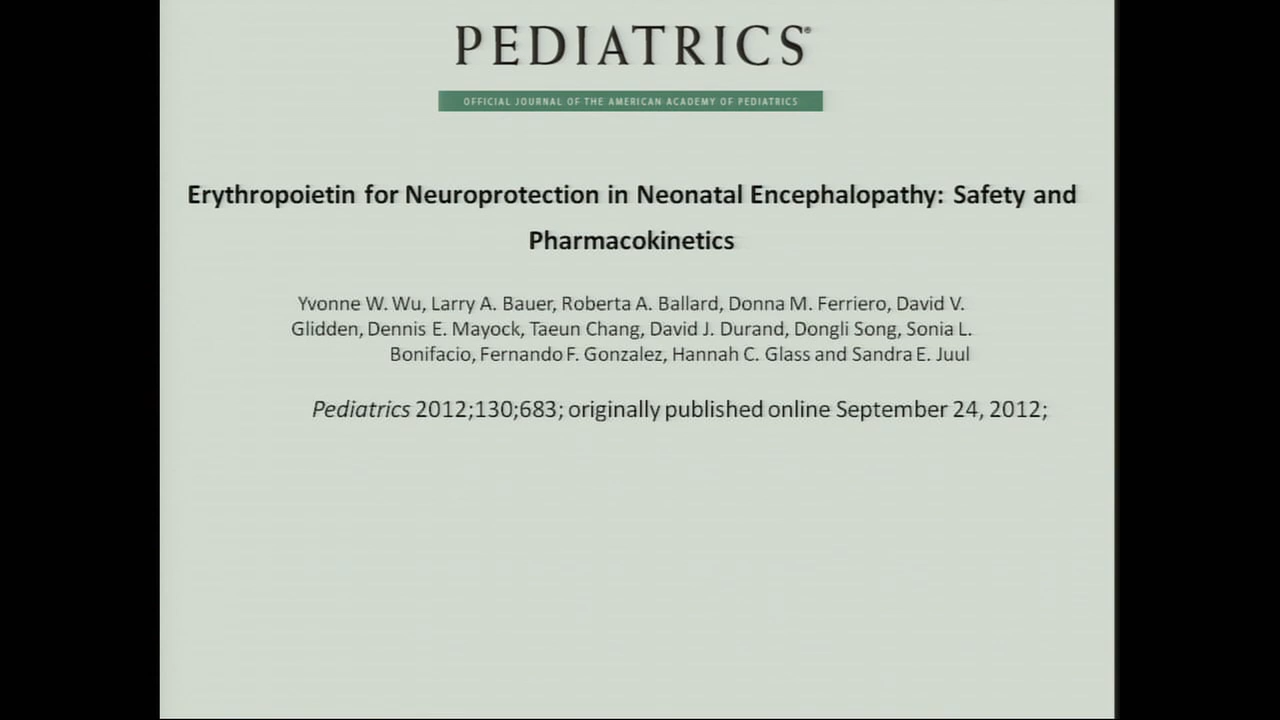 PEDIATRICS®
OFFICIAL JOURNAL OF THE AMERICAN ACADEMY OF PEDIATRICS
Erythropoietin for Neuroprotection in Neonatal Encephalopathy: Safety and
Pharmacokinetics
Yvonne W. Wu, Larry A. Bauer, Roberta A. Ballard, Donna M. Ferriero, David V.
Glidden, Dennis E. Mayock, Taeun Chang, David J. Durand, Dongli Song, Sonia L.
Bonifacio, Fernando F. Gonzalez, Hannah C. Glass and Sandra E. Juul
Pediatrics 2012;130;683; originally published online September 24, 2012;